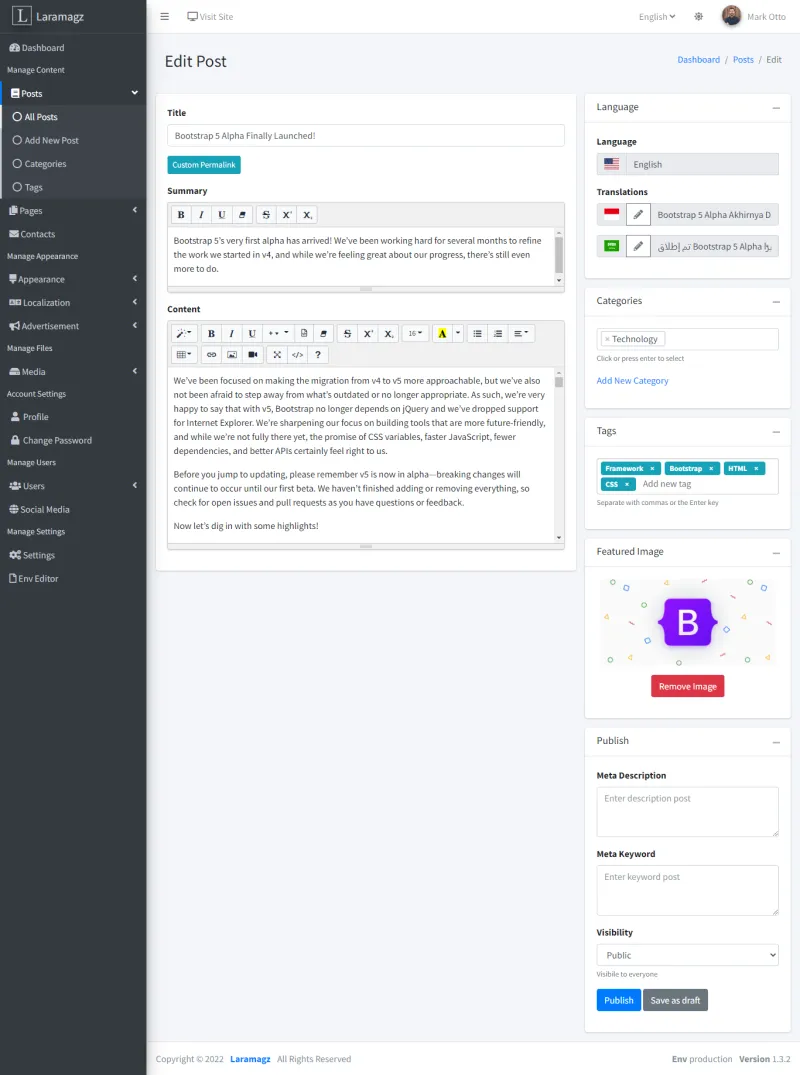 L Laramagz
Visit Site
English
Mark Otto
Dashboard
Manage Content
Posts
All Posts
Add New Post
Categories
Tags
Pages
Contacts
Manage Appearance
Appearance
Localization
Advertisement
Manage Files
Media
Account Settings
Profile
Change Password
Manage Users
Users
Social Media
Manage Settings
Settings
Env Editor
Edit Post
Dashboard / Posts / Edit
Title
Bootstrap 5 Alpha Finally Launched!
Custom Permalink
Summary
B I U S X X
Bootstrap 5's very first alpha has arrived! We've been working hard for several months to refine
the work we started in v4, and while we're feeling great about our progress, there's still even
more to do.
Content
B I U S X X 16 A
</> ?
We've been focused on making the migration from v4 to v5 more approachable, but we've also
not been afraid to step away from what's outdated or no longer appropriate. As such, we're very
happy to say that with v5, Bootstrap no longer depends on jQuery and we've dropped support
for Internet Explorer. We're sharpening our focus on building tools that are more future-friendly,
and while we're not fully there yet, the promise of CSS variables, faster JavaScript, fewer
dependencies, and better APIs certainly feel right to us.
Before you jump to updating, please remember v5 is now in alpha—breaking changes will
continue to occur until our first beta. We haven't finished adding or removing everything, so
check for open issues and pull requests as you have questions or feedback.
Now let's dig in with some highlights!
Language
Language
English
Translations
Bootstrap 5 Alpha Akhirnya D
تم إطلاق Bootstrap 5 Alpha
Categories
× Technology
Click or press enter to select
Add New Category
Tags
Framework × Bootstrap × HTML ×
CSS × Add new tag
Separate with commas or the Enter key
Featured Image
B
Remove Image
Publish
Meta Description
Enter description post
Meta Keyword
Enter keyword post
Visibility
Public
Visibile to everyone
Publish Save as draft
Copyright © 2022 Laramagz All Rights Reserved
Env production Version 1.3.2